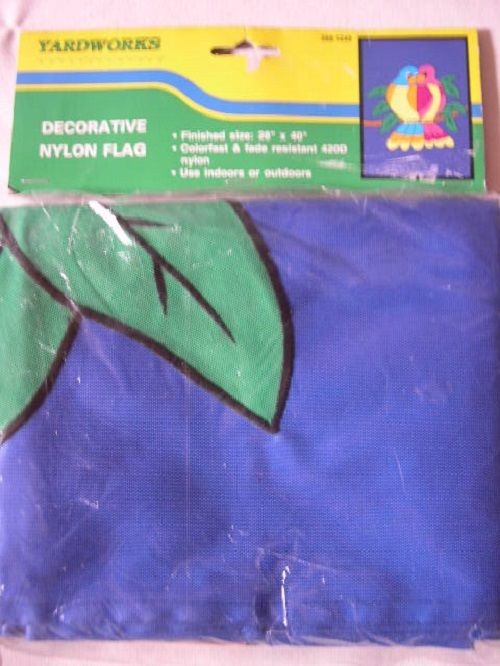 YARDWORKS
DECORATIVE
NYLON FLAG
• Finished size: 28" x 40"
• Colorfast & fade resistant 420D
nylon
• Use indoors or outdoors